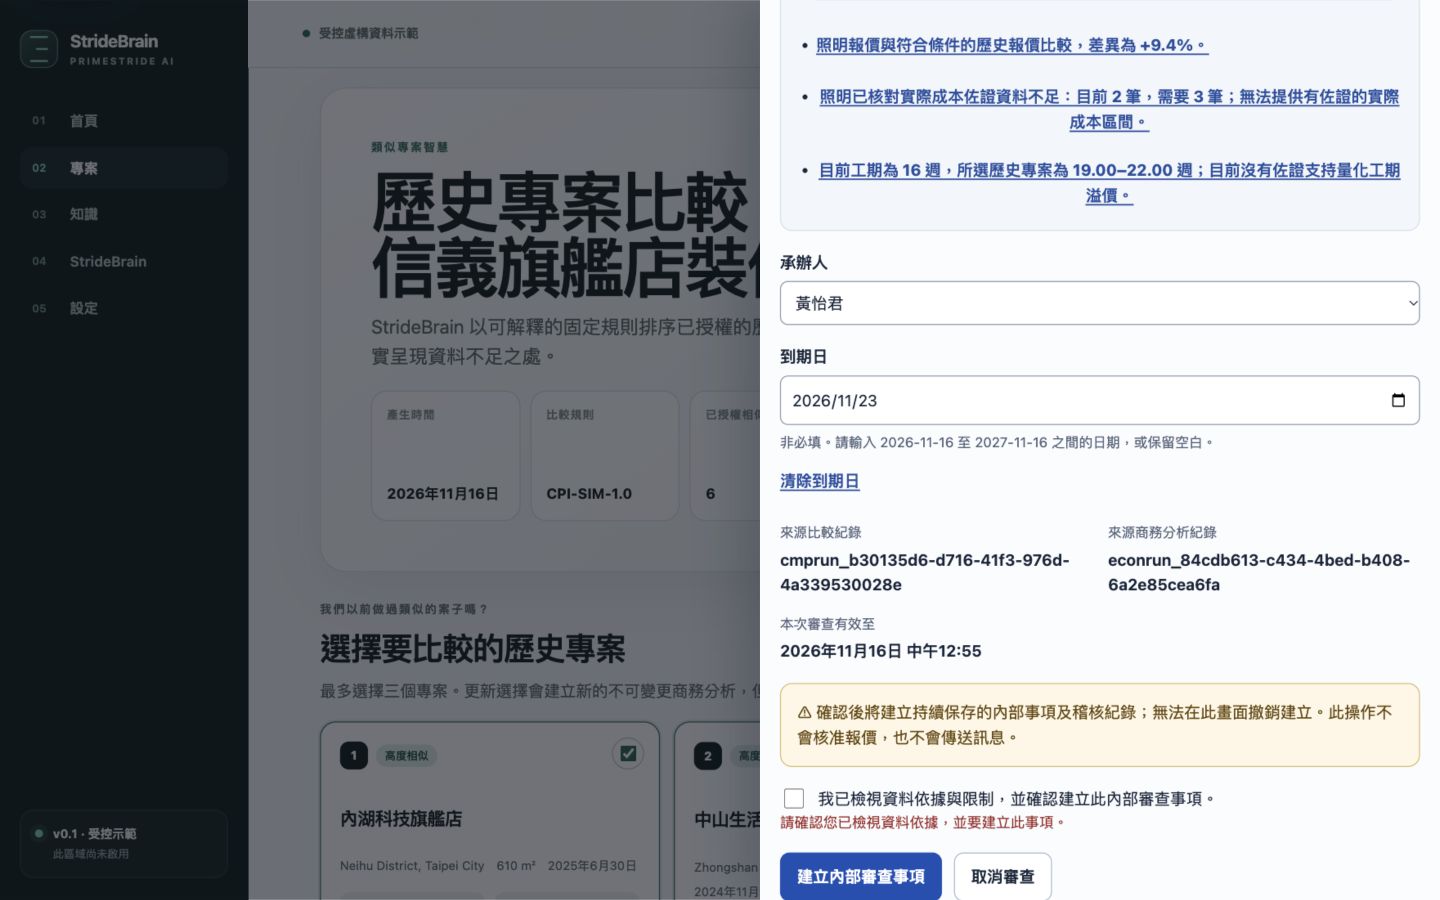 StrideBrain
PRIMESTRIDE AI
01 首頁
02 專案
03 知識
04 StrideBrain
05 設定
v0.1 · 受控示範
此區域尚未啟用
受控虛構資料示範
類似專案智慧
歷史專案比較
信義旗艦店裝
StrideBrain 以可解釋的固定規則排序已授權的
實呈現資料不足之處。
產生時間
2026年11月16日
比較規則
CPI-SIM-1.0
已授權相
6
我們以前做過類似的案子嗎？
選擇要比較的歷史專案
最多選擇三個專案。更新選擇會建立新的不可變更商務分析，
1 高度相似
內湖科技旗艦店
Neihu District, Taipei City 610 m² 2025年6月30日
2 高度
中山生活
Zhongshan
2024年11月
• 照明報價與符合條件的歷史報價比較，差異為 +9.4%。
• 照明已核對實際成本佐證資料不足：目前 2 筆，需要 3 筆；無法提供有佐證的實際
成本區間。
• 目前工期為 16 週，所選歷史專案為 19.00–22.00 週；目前沒有佐證支持量化工期
溢價。
承辦人
黃怡君
到期日
2026/11/23
非必填。請輸入 2026-11-16 至 2027-11-16 之間的日期，或保留空白。
清除到期日
來源比較紀錄
cmprun_b30135d6-d716-41f3-976d-
4a339530028e
來源商務分析紀錄
econrun_84cdb613-c434-4bed-b408-
6a2e85cea6fa
本次審查有效至
2026年11月16日 中午12:55
⚠ 確認後將建立持續保存的內部事項及稽核紀錄；無法在此畫面撤銷建立。此操作不
會核准報價，也不會傳送訊息。
我已檢視資料依據與限制，並確認建立此內部審查事項。
請確認您已檢視資料依據，並要建立此事項。
建立內部審查事項
取消審查